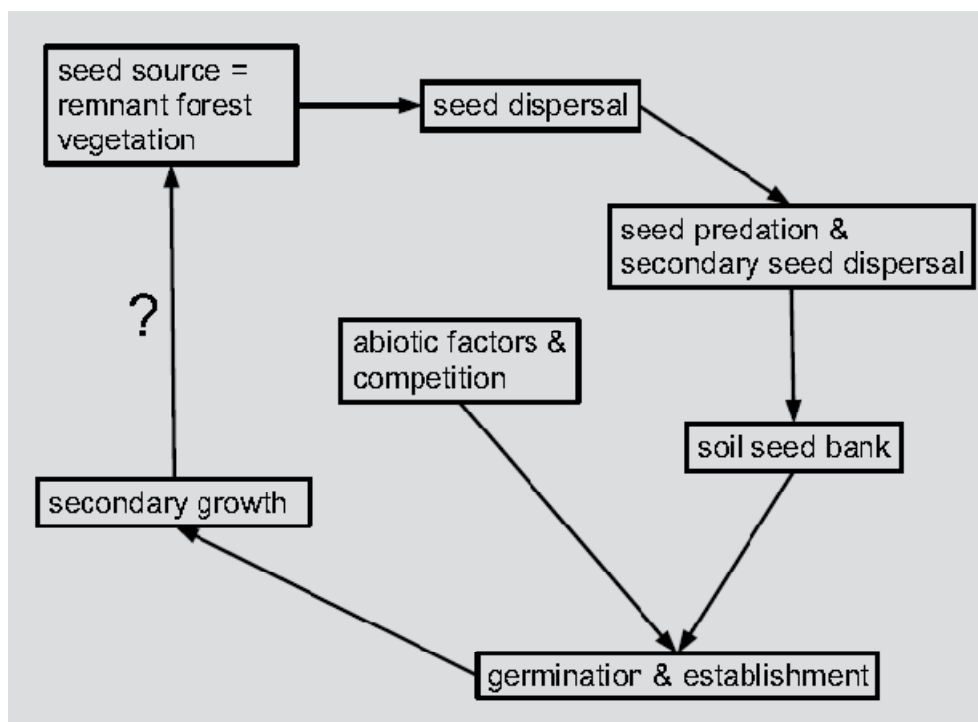 seed source =
remnant forest
vegetation
seed dispersal
seed predation &
secondary seed dispersal
?
abiotic factors &
competition
soil seed bank
secondary growth
germination & establishment